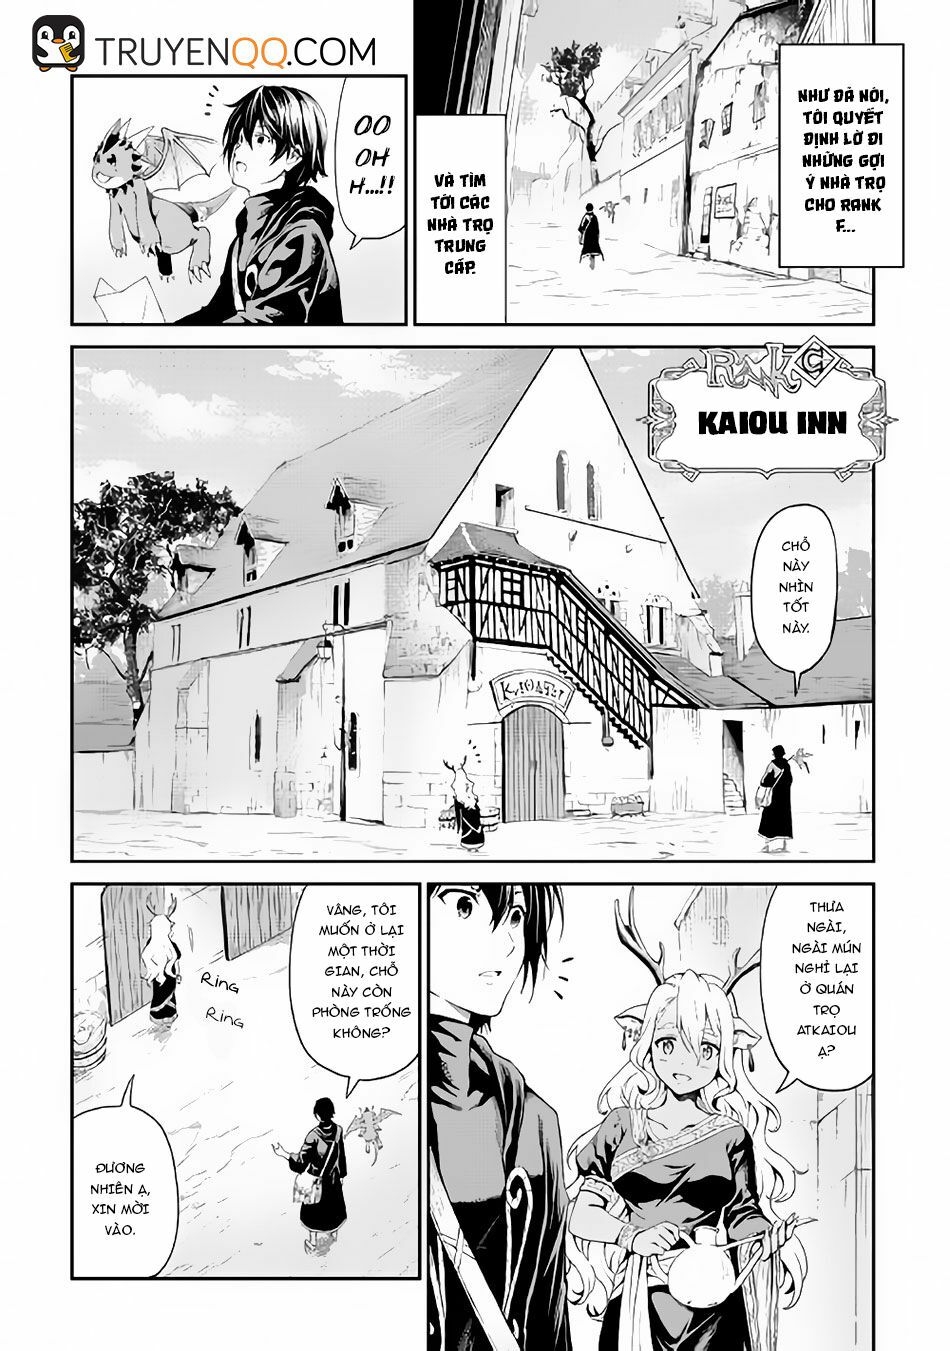 TRUYENQQ.COM
NHƯ ĐÃ NÓI,
TÔI QUYẾT
ĐỊNH LỜ ĐI
NHỮNG GỢI
Ý NHÀ TRỌ
CHO RANK
F...
VÀ TÌM
TỚI CÁC
NHÀ TRỌ
TRUNG
CẤP.
OO
OH
H...!!
RANK C
KAIOU INN
CHỖ
NÀY
NHÌN
TỐT
NÀY.
THƯA
NGÀI,
NGÀI MÚN
NGHỈ LẠI
Ở QUÁN
TRỌ
ATKAIOU
Ạ?
VÂNG, TÔI
MUỐN Ở LẠI
MỘT THỜI
GIAN, CHỖ
NÀY CÒN
PHÒNG TRỐNG
KHÔNG?
RING
RING
ĐƯƠNG
NHIÊN Ạ,
XIN MỜI
VÀO.